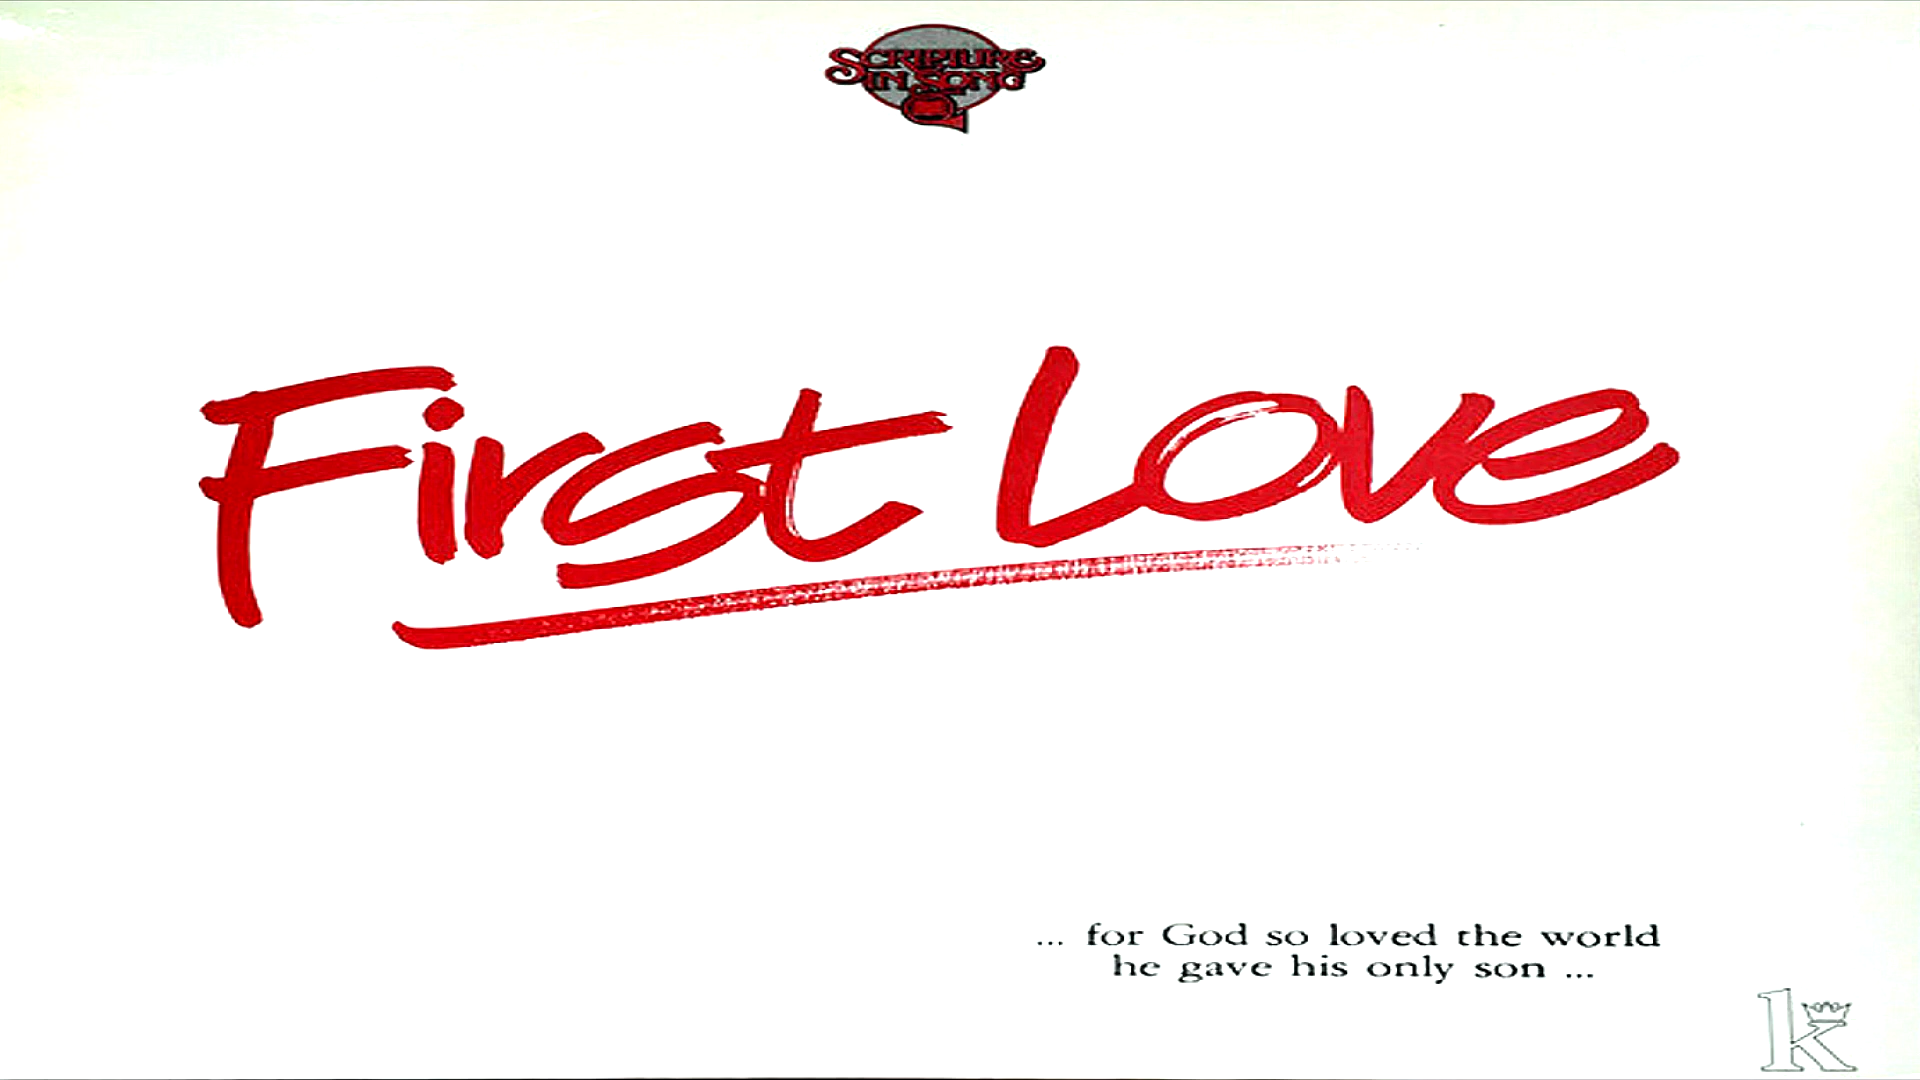 SCRIPTURE
IN SONG
First Love
... for God so loved the world
he gave his only son ...
k